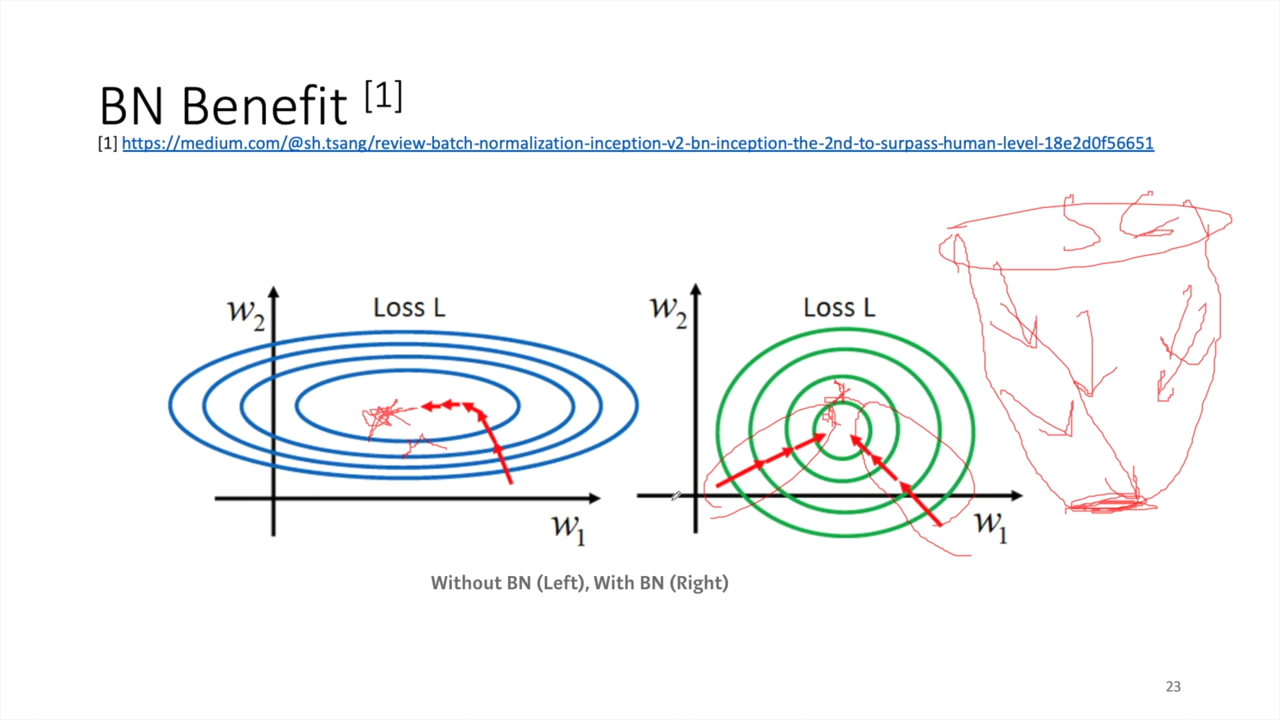 BN Benefit [1]
[1] https://medium.com/@sh.tsang/review-batch-normalization-inception-v2-bn-inception-the-2nd-to-surpass-human-level-18e2d0f56651
w2
Loss L
w1
w2
Loss L
w1
Without BN (Left), With BN (Right)
23